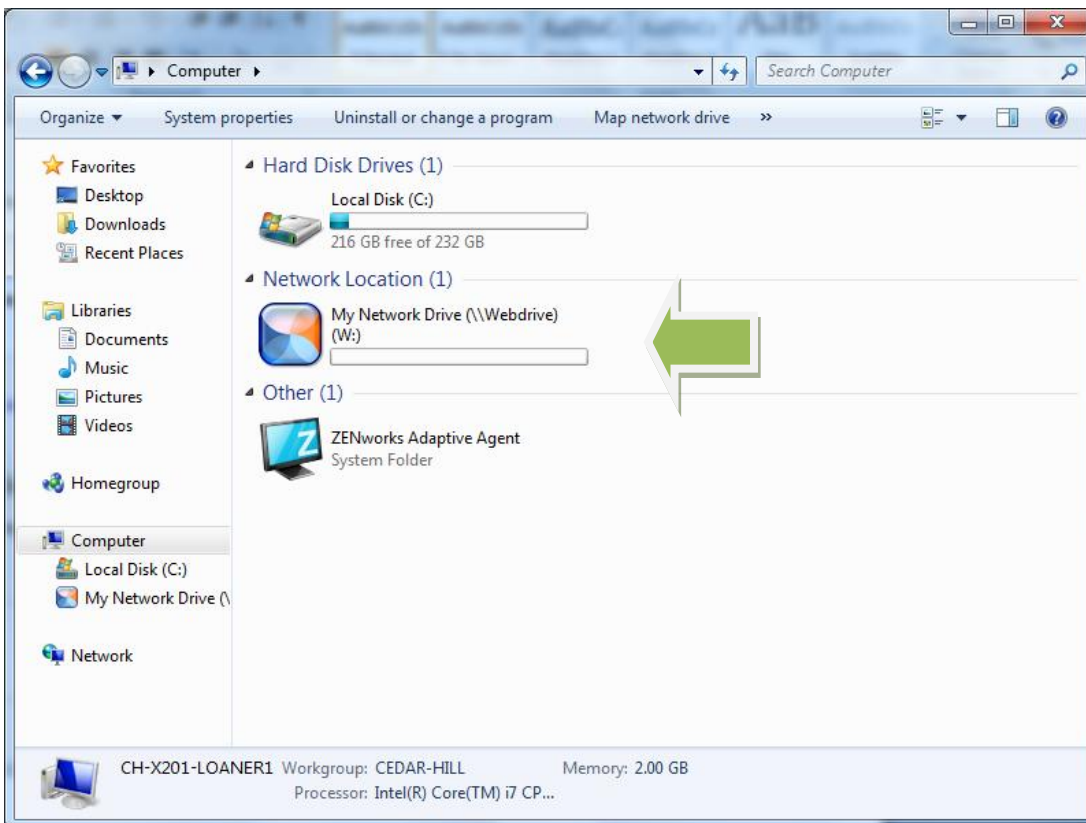 Computer
Search Computer
Organize System properties Uninstall or change a program Map network drive »
Favorites
Desktop
Downloads
Recent Places
Libraries
Documents
Music
Pictures
Videos
Homegroup
Computer
Local Disk (C:)
My Network Drive (\
Network
Hard Disk Drives (1)
Local Disk (C:)
216 GB free of 232 GB
Network Location (1)
My Network Drive (\\Webdrive)
(W:)
Other (1)
ZENworks Adaptive Agent
System Folder
CH-X201-LOANER1 Workgroup: CEDAR-HILL Memory: 2.00 GB
Processor: Intel(R) Core(TM) i7 CP...